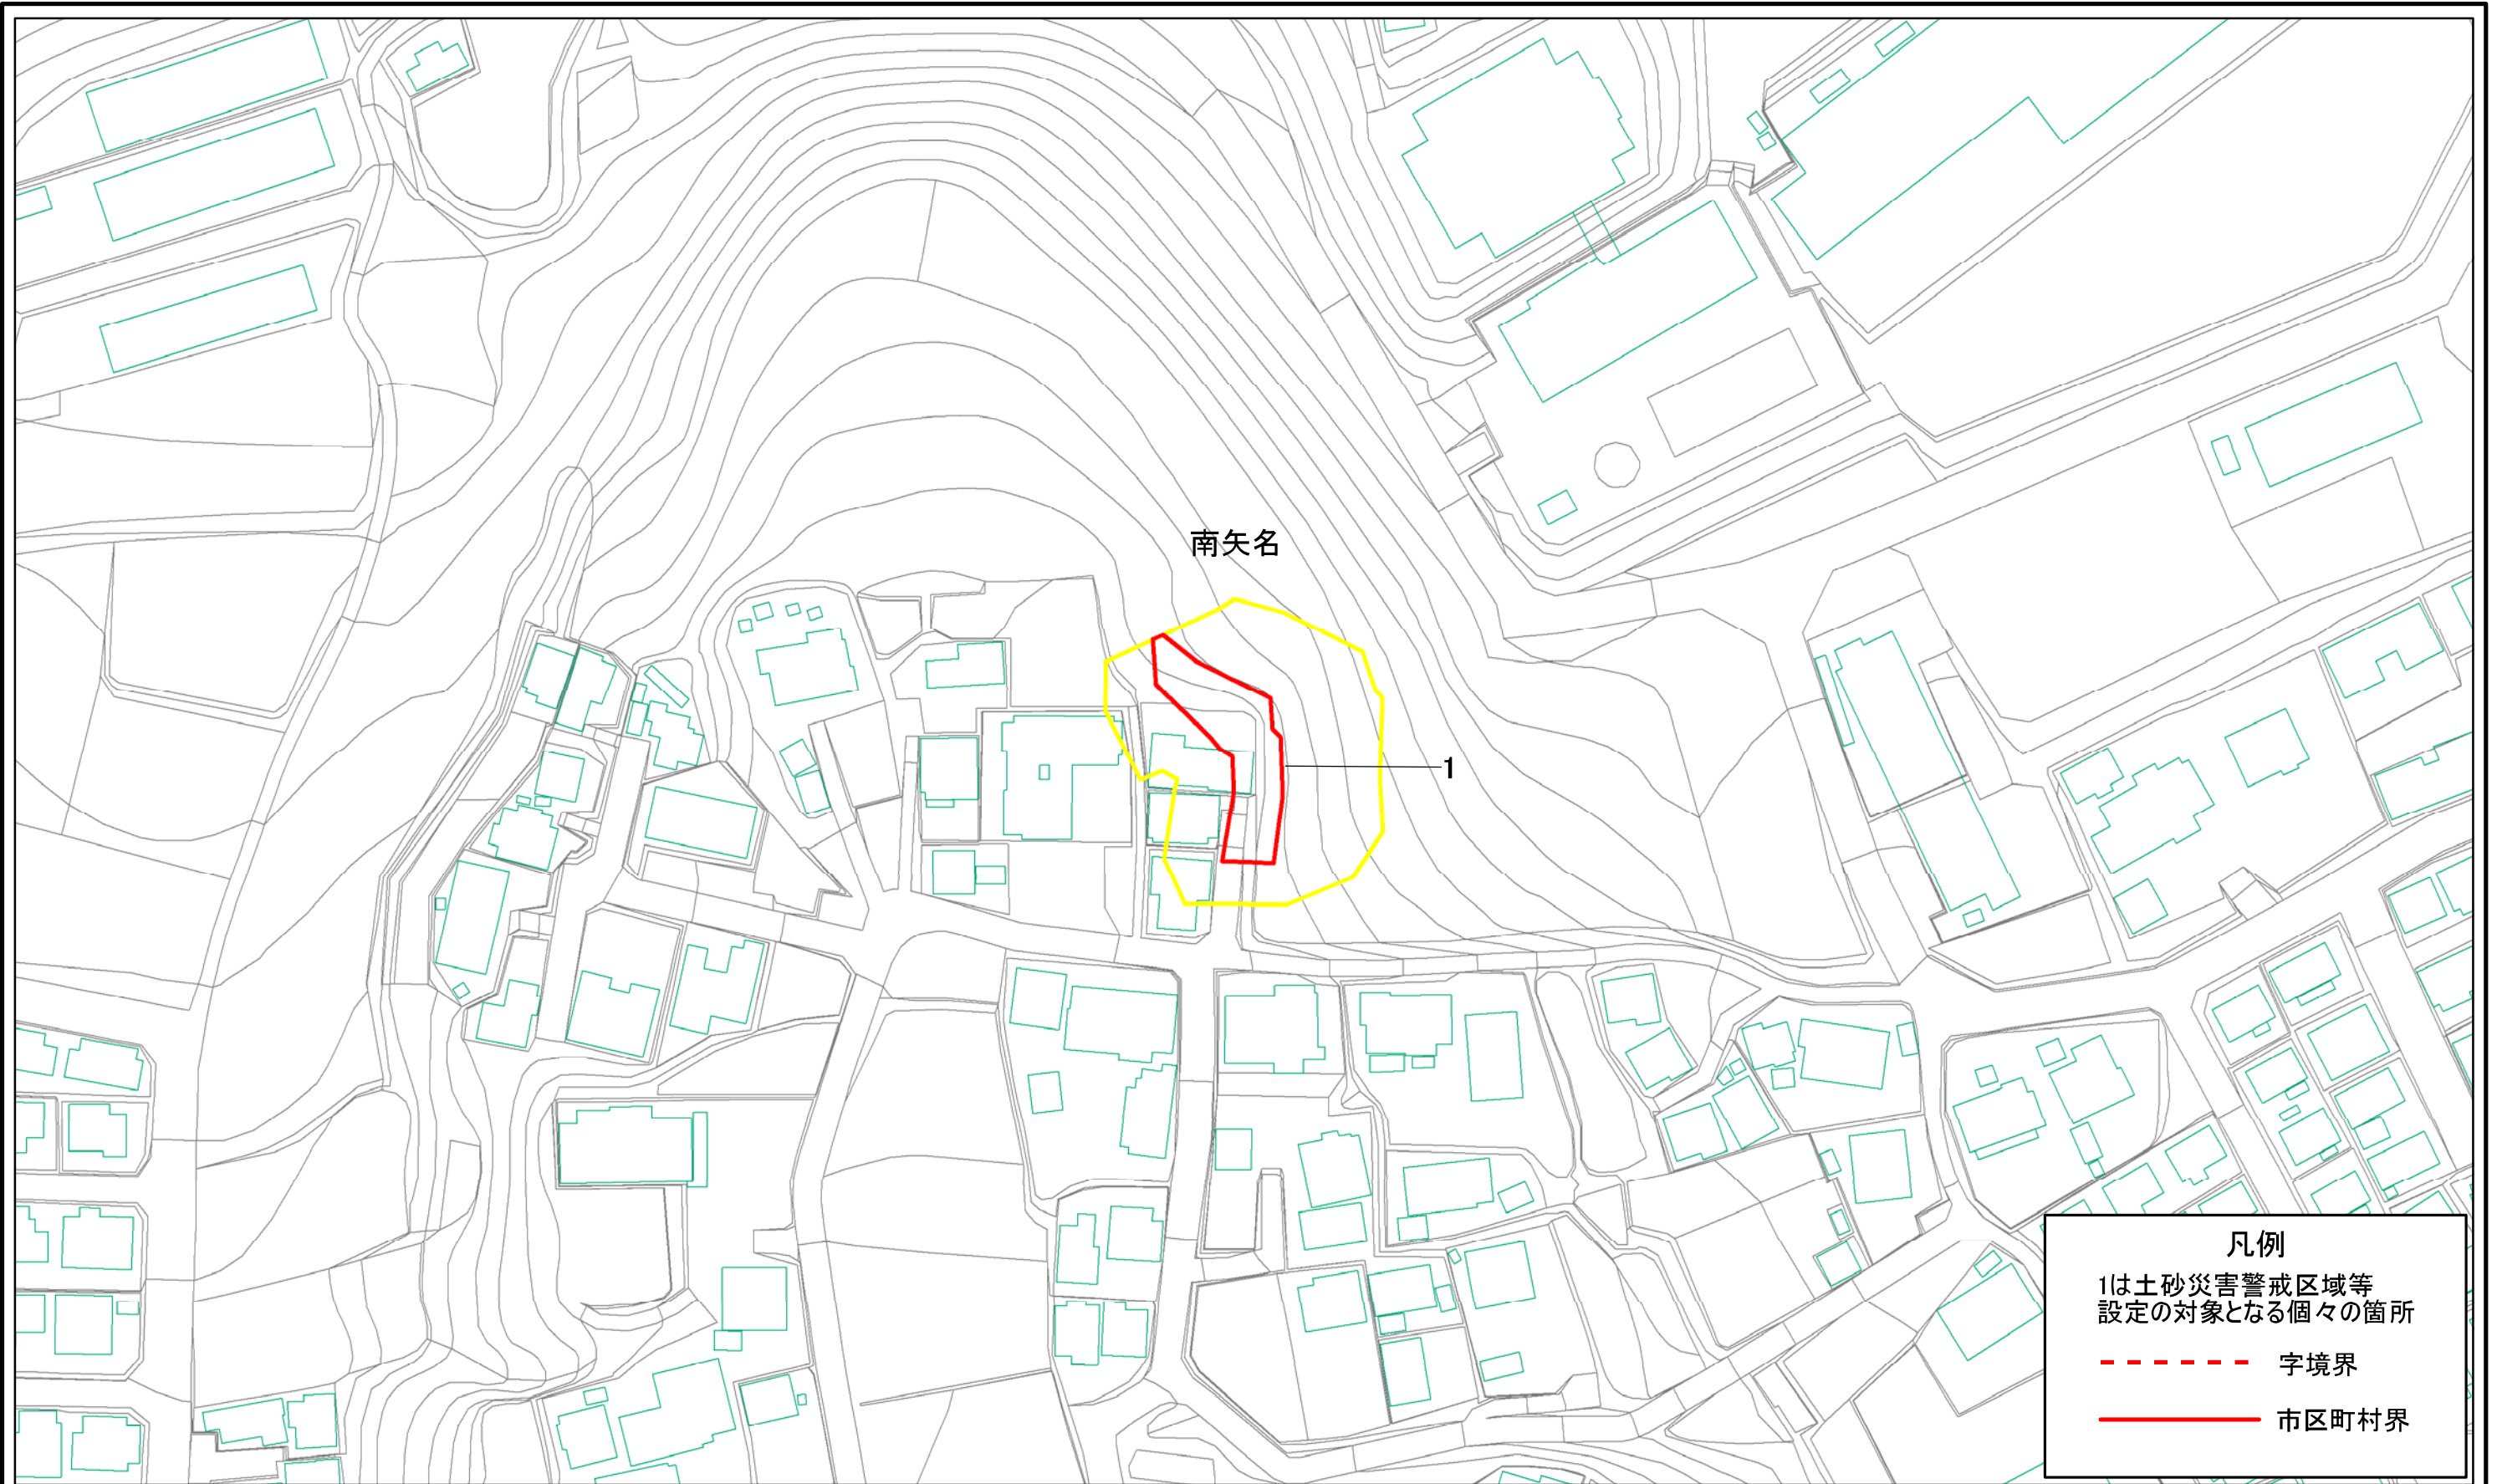 南矢名
1
凡例
1は土砂災害警戒区域等
設定の対象となる個々の箇所
字境界
市区町村界